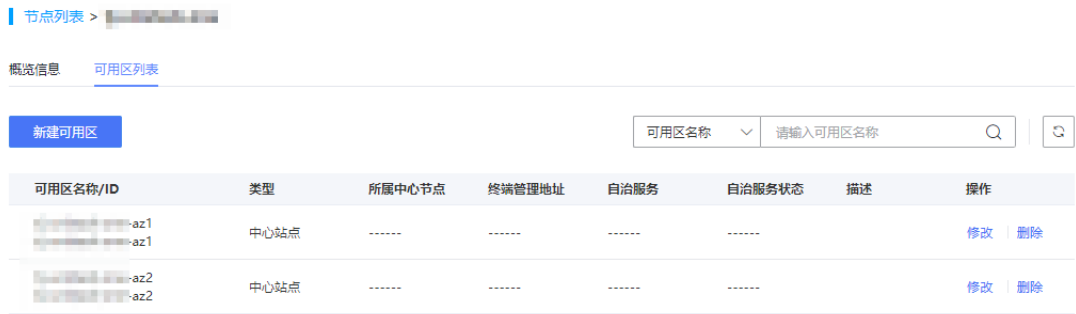 节点列表 >
概览信息 可用区列表
新建可用区 可用区名称 请输入可用区名称
可用区名称/ID 类型 所属中心节点 终端管理地址 自治服务 自治服务状态 描述 操作
-az1
-az1
中心站点 ------ ------ ------ ------ 修改 删除
-az2
-az2
中心站点 ------ ------ ------ ------ 修改 删除